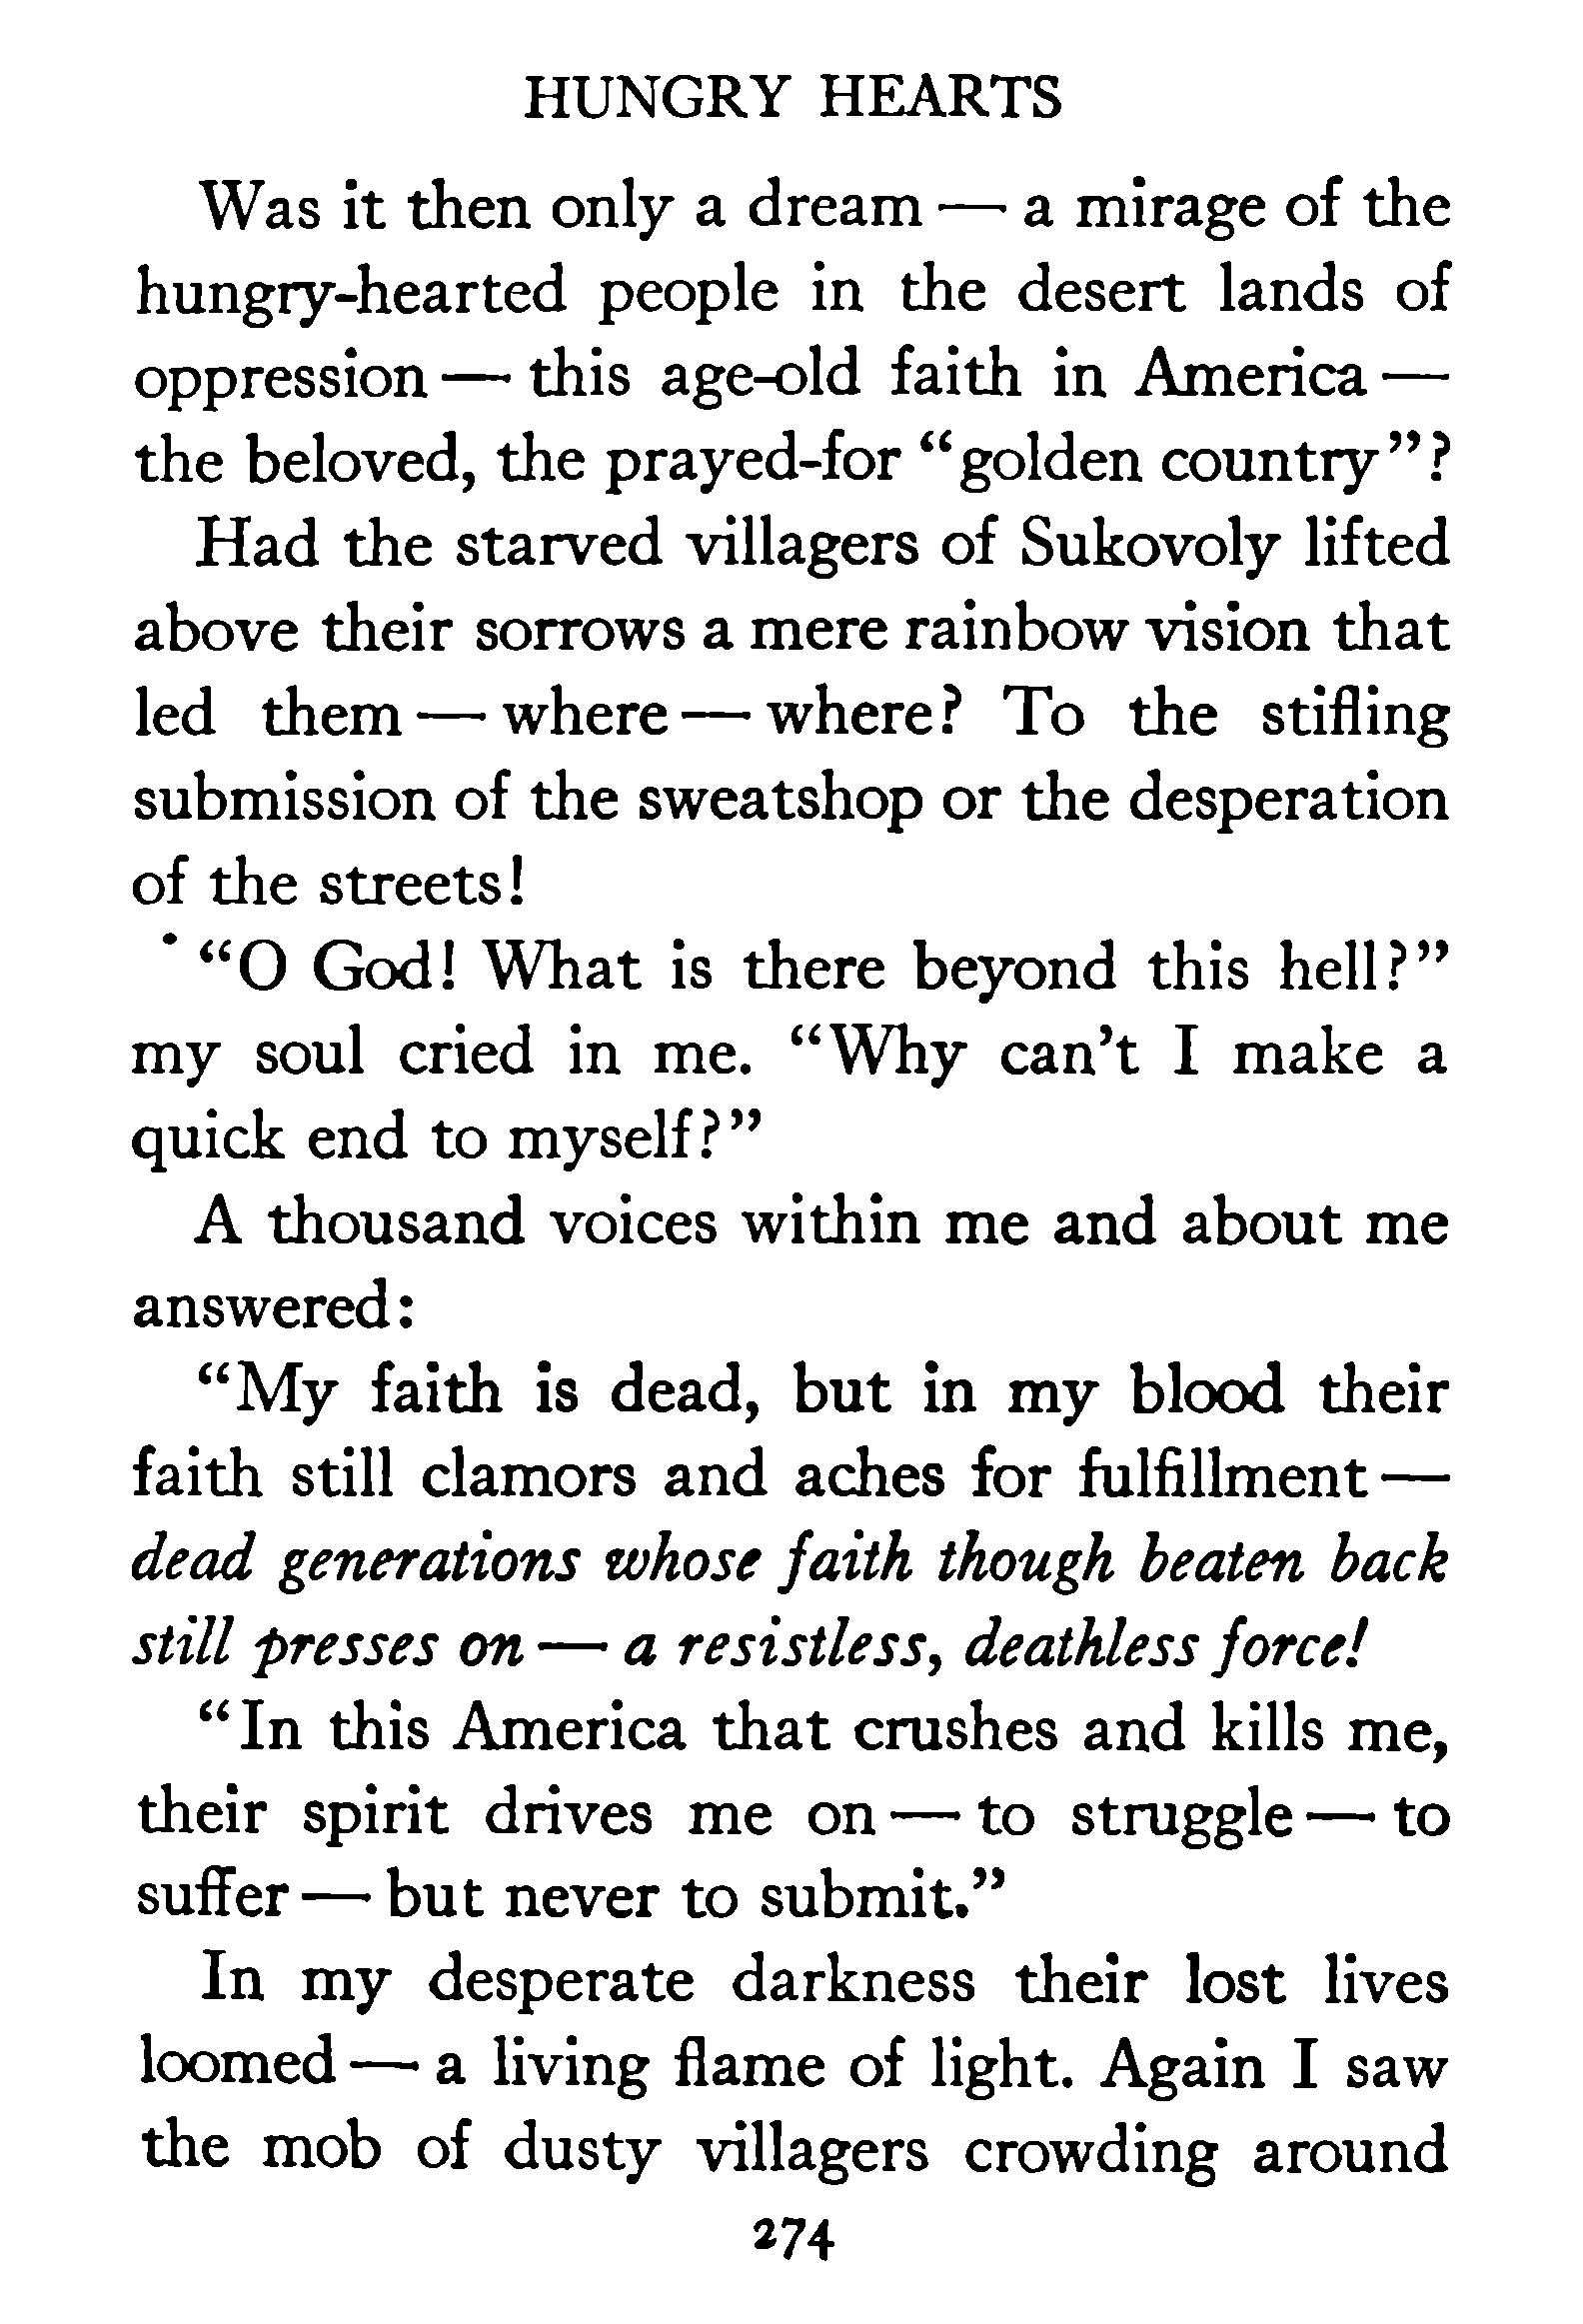 HUNGRY HEARTS
Was it then only a dream — a mirage of the
hungry-hearted people in the desert lands of
oppression — this age-old faith in America —
the beloved, the prayed-for “golden country”?
Had the starved villagers of Sukovoly lifted
above their sorrows a mere rainbow vision that
led them — where — where? To the stifling
submission of the sweatshop or the desperation
of the streets!
“O God! What is there beyond this hell?”
my soul cried in me. “Why can’t I make a
quick end to myself?”
A thousand voices within me and about me
answered:
“My faith is dead, but in my blood their
faith still clamors and aches for fulfillment —
dead generations whose faith though beaten back
still presses on — a resistless, deathless force!
“In this America that crushes and kills me,
their spirit drives me on — to struggle — to
suffer — but never to submit.”
In my desperate darkness their lost lives
loomed — a living flame of light. Again I saw
the mob of dusty villagers crowding around
274